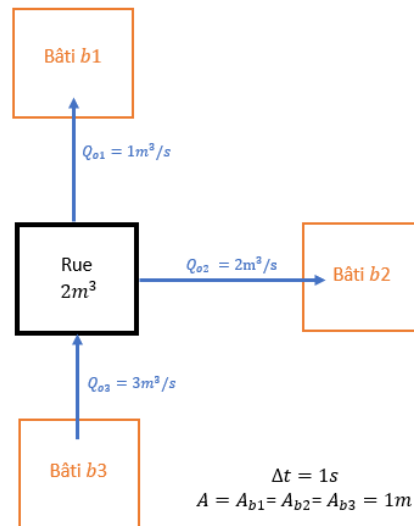 Bâti b1
Q_{o1} = 1m³/s
Rue
2m³
Q_{o2} = 2m³/s
Bâti b2
Q_{o3} = 3m³/s
Bâti b3
Δt = 1s
A = A_{b1}= A_{b2}= A_{b3} = 1m